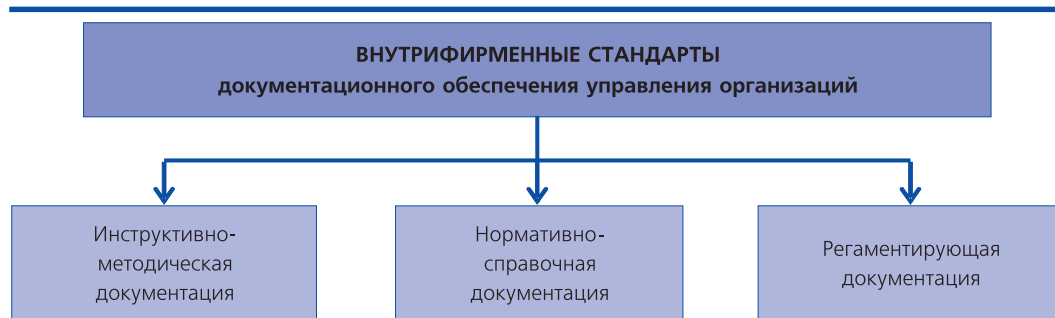 ВНУТРИФИРМЕННЫЕ СТАНДАРТЫ
документационного обеспечения управления организаций
Инструктивно-
методическая
документация
Нормативно-
справочная
документация
Регаментирующая
документация